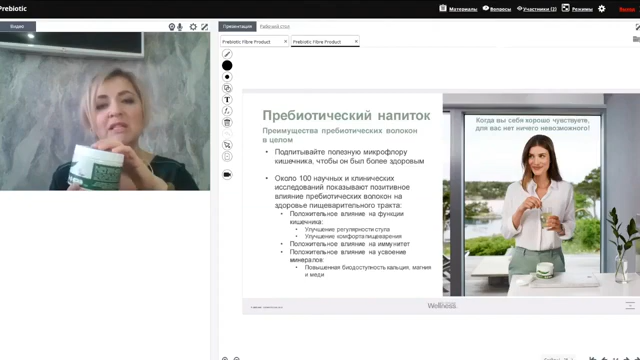 Prebiotic
Материалы
Вопросы
Участники (2)
Режимы
Выход
Видео
Презентация
Рабочий стол
Prebiotic Fibre Product
Prebiotic Fibre Product
Пребиотический напиток
Преимущества пребиотических волокон
в целом
• Подпитывайте полезную микрофлору
кишечника, чтобы он был более здоровым
• Около 100 научных и клинических
исследований показывают позитивное
влияние пребиотических волокон на
здоровье пищеварительного тракта:
• Положительное влияние на функции
кишечника:
• Улучшение регулярности стула
• Улучшение комфорта пищеварения
• Положительное влияние на иммунитет
• Положительное влияние на усвоение
минералов:
• Повышенная биодоступность кальция, магния
и меди
Когда вы себя хорошо чувствуете,
для вас нет ничего невозможного!
Wellness